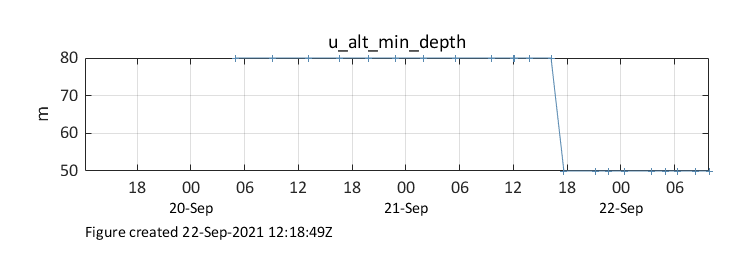 u_alt_min_depth
80
70
60
50
m
18 00 06 12 18 00 06 12 18 00 06
20-Sep 21-Sep 22-Sep
Figure created 22-Sep-2021 12:18:49Z